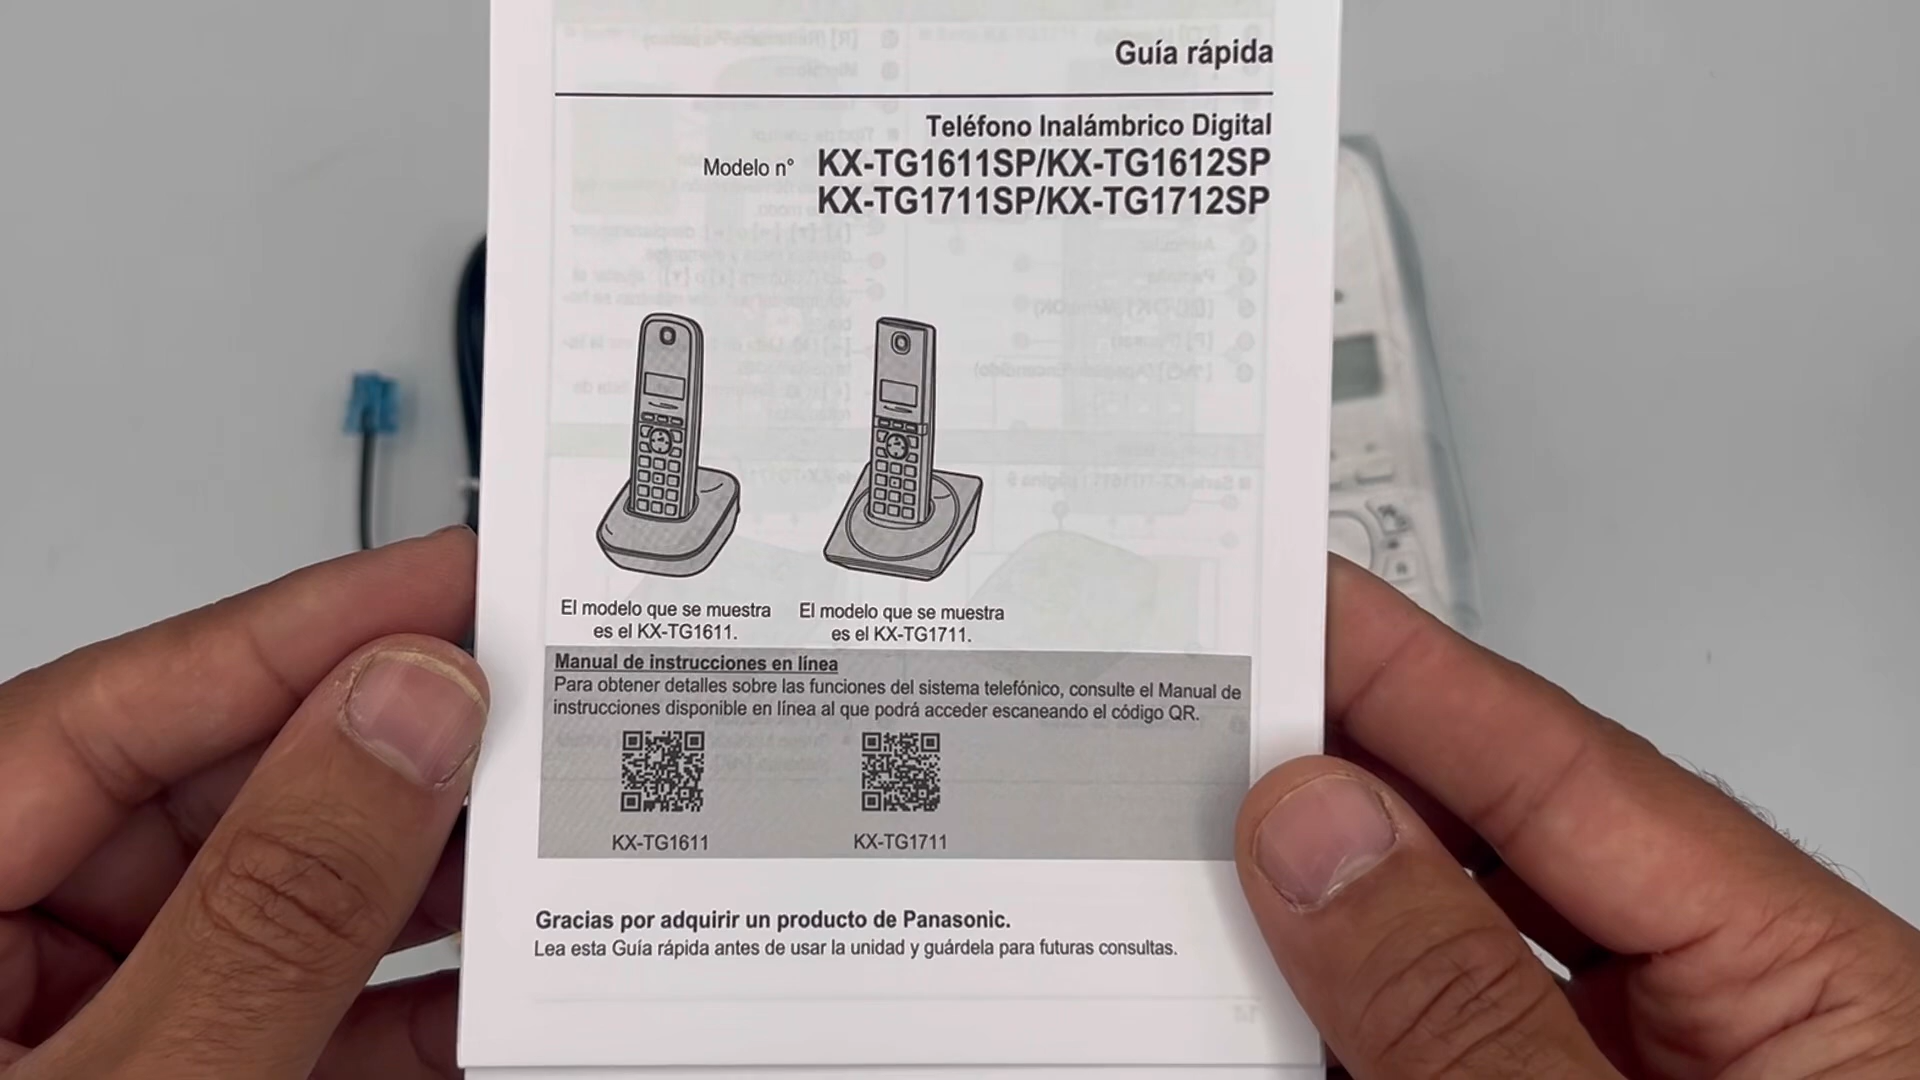 Guía rápida
Teléfono Inalámbrico Digital
Modelo n° KX-TG1611SP/KX-TG1612SP
KX-TG1711SP/KX-TG1712SP
El modelo que se muestra
es el KX-TG1611.
El modelo que se muestra
es el KX-TG1711.
Manual de instrucciones en línea
Para obtener detalles sobre las funciones del sistema telefónico, consulte el Manual de
instrucciones disponible en línea al que podrá acceder escaneando el código QR.
KX-TG1611
KX-TG1711
Gracias por adquirir un producto de Panasonic.
Lea esta Guía rápida antes de usar la unidad y guárdela para futuras consultas.